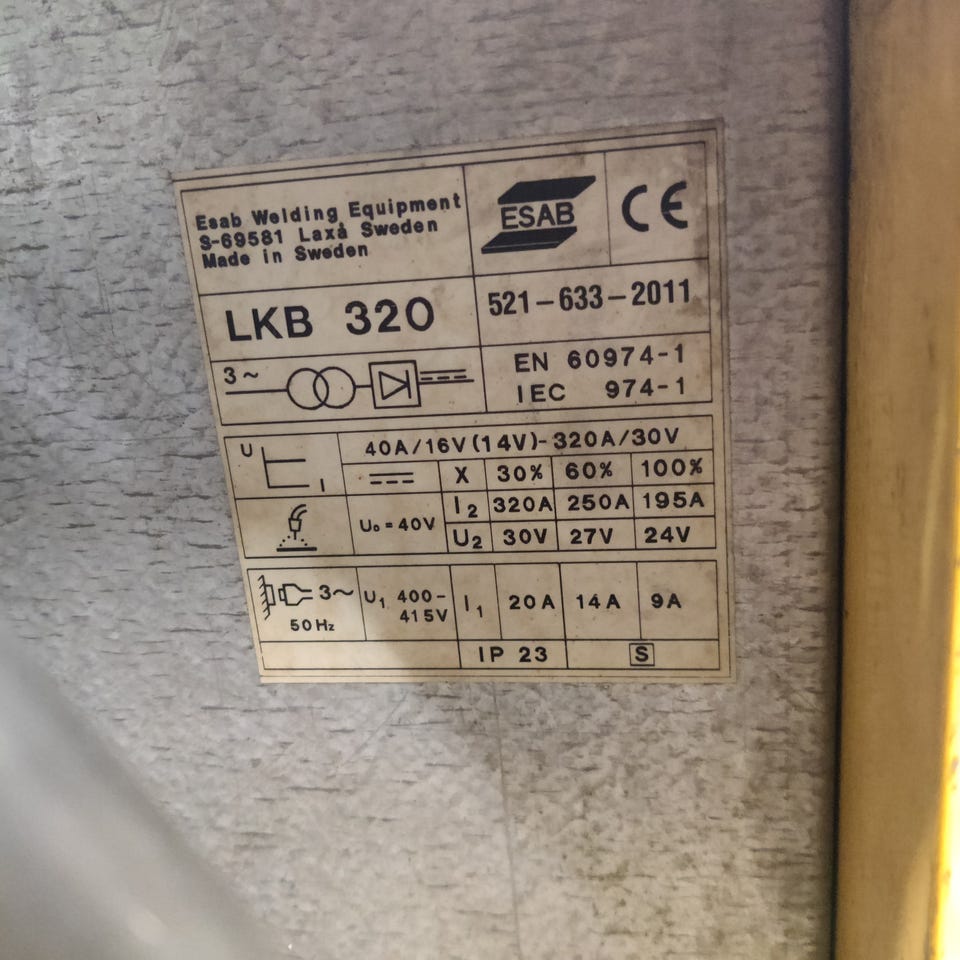 Esab Welding Equipment
S-69581 Laxå Sweden
Made in Sweden
ESAB
CE
LKB 320
521-633-2011
3~
EN 60974-1
IEC 974-1
U
I
40A/16V(14V)-320A/30V
X 30% 60% 100%
U₀=40V
I₂ 320A 250A 195A
U₂ 30V 27V 24V
3~
50Hz
U₁ 400-
415V
I₁ 20A 14A 9A
IP 23
S